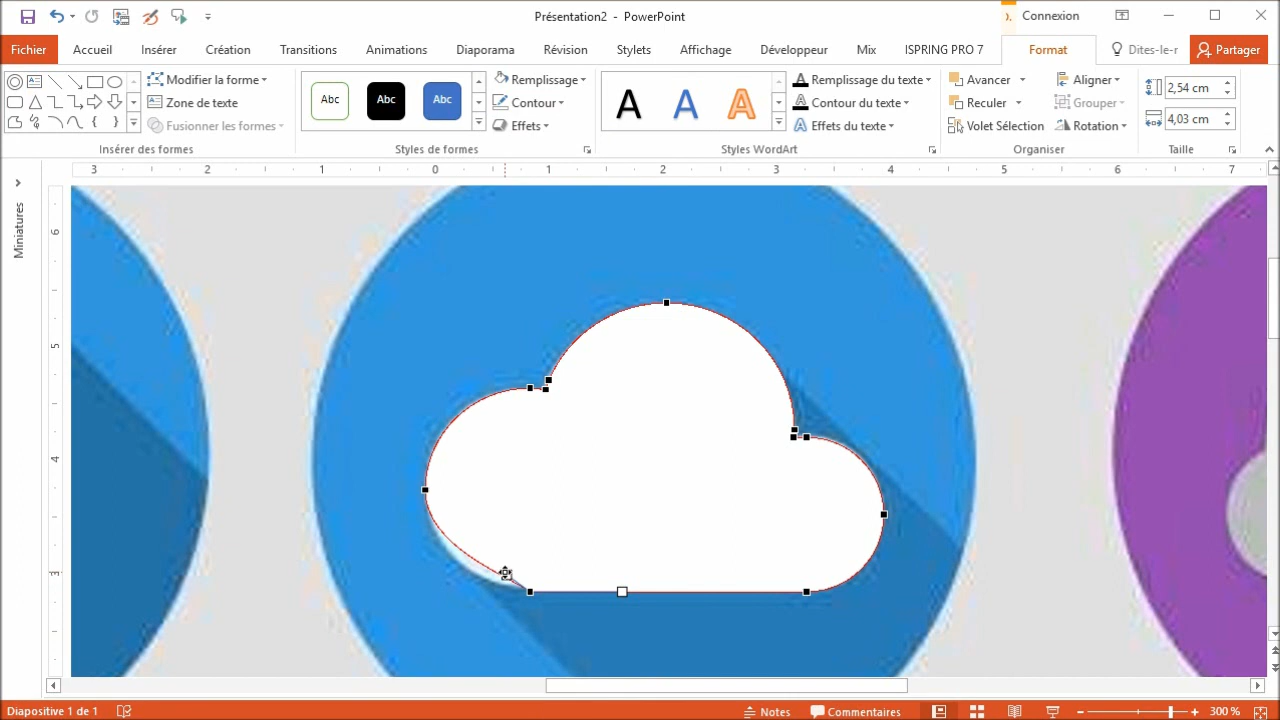 Présentation2 - PowerPoint
Connexion
Fichier Accueil Insérer Création Transitions Animations Diaporama Révision Stylets Affichage Développeur Mix ISPRING PRO 7 Format Dites-le-r Partager
Modifier la forme
Zone de texte
Fusionner les formes
Insérer des formes
Abc Abc Abc
Remplissage
Contour
Effets
Styles de formes
A A A
Remplissage du texte
Contour du texte
Effets du texte
Styles WordArt
Avancer
Reculer
Volet Sélection
Aligner
Grouper
Rotation
Organiser
2,54 cm
4,03 cm
Taille
3 2 1 0 1 2 3 4 5 6 7
Miniatures
6
5
4
3
Diapositive 1 de 1
Notes
Commentaires
300 %